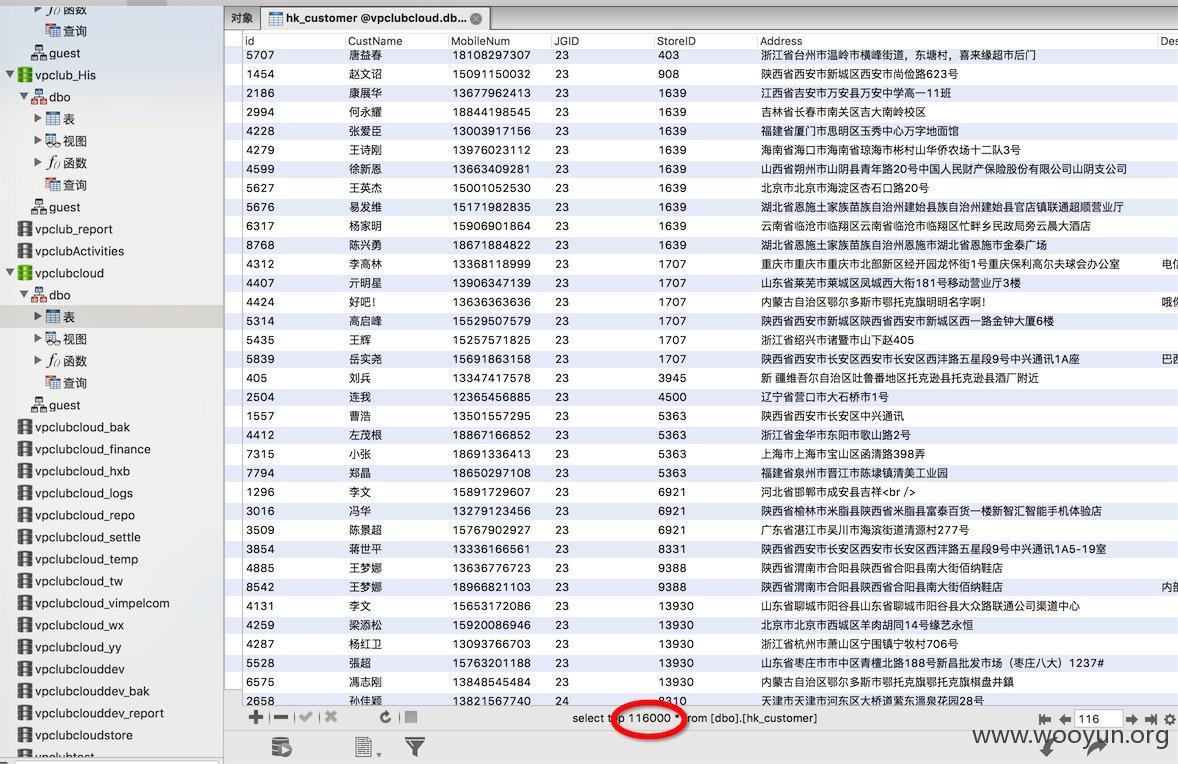 对象
hk_customer @vpclubcloud.db...
函数
查询
guest
vpclub_His
dbo
表
视图
函数
查询
guest
vpclub_report
vpclubActivities
vpclubcloud
dbo
表
视图
函数
查询
guest
vpclubcloud_bak
vpclubcloud_finance
vpclubcloud_hxb
vpclubcloud_logs
vpclubcloud_repo
vpclubcloud_settle
vpclubcloud_temp
vpclubcloud_tw
vpclubcloud_vimpelcom
vpclubcloud_wx
vpclubcloud_yy
vpclubclouddev
vpclubclouddev_bak
vpclubclouddev_report
vpclubcloudstore
id CustName MobileNum JGID StoreID Address Des
5707 唐益春 18108297307 23 403 浙江省台州市温岭市横峰街道，东塘村，喜来缘超市后门
1454 赵文诏 15091150032 23 908 陕西省西安市新城区西安市尚俭路623号
2186 康展华 13677962413 23 1639 江西省吉安市万安县万安中学高一11班
2994 何永耀 18844198545 23 1639 吉林省长春市南关区吉大南岭校区
4228 张爱臣 13003917156 23 1639 福建省厦门市思明区玉秀中心万字地面馆
4279 王诗刚 13976023112 23 1639 海南省海口市海南省琼海市彬村山华侨农场十二队3号
4599 徐新恩 13663409281 23 1639 山西省朔州市山阴县青年路20号中国人民财产保险股份有限公司山阴支公司
5627 王英杰 15001052530 23 1639 北京市北京市海淀区杏石口路20号
5676 易发维 15171982835 23 1639 湖北省恩施土家族苗族自治州建始县族自治州建始县官店镇联通超顺营业厅
6317 杨家明 15906901864 23 1639 云南省临沧市临翔区云南省临沧市临翔区忙畔乡民政局旁云晨大酒店
8768 陈兴勇 18671884822 23 1639 湖北省恩施土家族苗族自治州恩施市湖北省恩施市金泰广场
4312 李高林 13368118999 23 1707 重庆市重庆市重庆市北部新区经开园龙怀街1号重庆保利高尔夫球会办公室 电信
4407 亓明星 13906347139 23 1707 山东省莱芜市莱城区凤城西大街181号移动营业厅3楼
4424 好吧！ 13636363636 23 1707 内蒙古自治区鄂尔多斯市鄂托克旗明明名字啊！
5314 高启峰 15529507579 23 1707 陕西省西安市新城区陕西省西安市新城区西一路金钟大厦6楼
5435 王辉 15257571825 23 1707 浙江省绍兴市诸暨市山下赵405
5839 岳实尧 15691863158 23 1707 陕西省西安市长安区西安市长安区西沣路五星段9号中兴通讯1A座
405 刘兵 13347417578 23 3945 新 疆维吾尔自治区吐鲁番地区托克逊县托克逊县酒厂附近
2504 连我 12365456885 23 4500 辽宁省营口市大石桥市1号
1557 曹浩 13501557295 23 5363 陕西省西安市长安区中兴通讯
4412 左茂根 18867166852 23 5363 浙江省金华市东阳市歌山路2号
7315 小张 18691336413 23 5363 上海市上海市宝山区函清路398弄
7794 郑晶 18650297108 23 5363 福建省泉州市晋江市陈埭镇清美工业园
1296 李文 15891729607 23 6921 河北省邯郸市成安县吉祥<br />
3016 冯华 13279123456 23 6921 陕西省榆林市米脂县陕西省米脂县富泰百货一楼新智汇智能手机体验店
3509 陈景超 15767902927 23 6921 广东省湛江市吴川市海滨街道清源村277号
3854 蒋世平 13336166561 23 8331 陕西省西安市长安区西安市长安区西沣路五星段9号中兴通讯1A5-19室
4885 王梦娜 13636776723 23 9388 陕西省渭南市合阳县陕西省合阳县南大街佰纳鞋店
8542 王梦娜 18966821103 23 9388 陕西省渭南市合阳县陕西省合阳县南大街佰纳鞋店 内部
4131 李文 15653172086 23 13930 山东省聊城市阳谷县山东省聊城市阳谷县大众路联通公司渠道中心
4259 梁添松 15920086946 23 13930 北京市北京市西城区羊肉胡同14号缘艺永恒
4287 杨红卫 13093766703 23 13930 浙江省杭州市萧山区宁围镇宁牧村706号
5528 張超 15763201188 23 13930 山东省枣庄市市中区青檀北路188号新昌批发市场（枣庄八大）1237#
6575 馮志刚 13848545484 23 13930 内蒙古自治区鄂尔多斯市鄂托克旗鄂托克旗棋盘井鎮
2658 孙佳颖 13821567740 24 8310 天津市天津市河东区大桥道蒙东溫泉花园28号
select top 116000 * from [dbo].[hk_customer]
116
www.wooyun.org